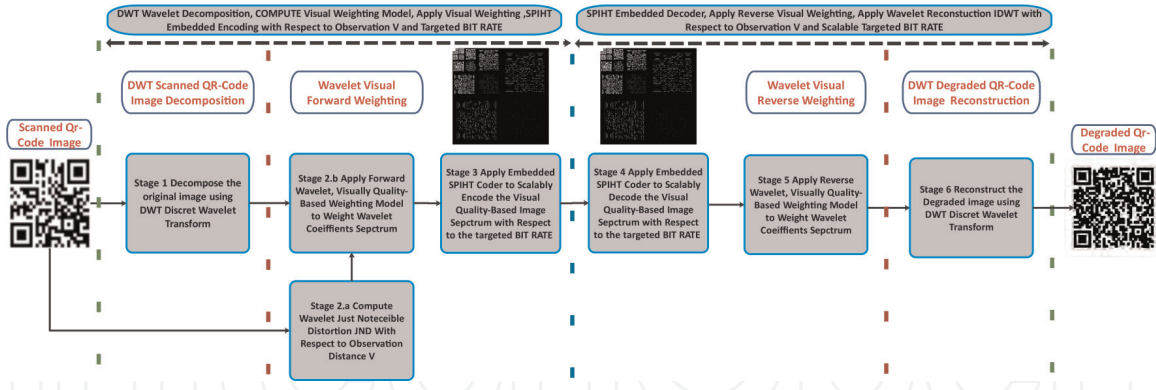 DWT Wavelet Decomposition, COMPUTE Visual Weighting Model, Apply Visual Weighting ,SPIHT
Embedded Encoding with Respect to Observation V and Targeted BIT RATE
SPIHT Embedded Decoder, Apply Reverse Visual Weighting, Apply Wavelet Reconstuction IDWT with
Respect to Observation V and Scalable Targeted BIT RATE
DWT Scanned QR-Code
Image Decomposition
Wavelet Visual
Forward Weighting
Wavelet Visual
Reverse Weighting
DWT Degraded QR-Code
Image Reconstruction
Scanned Qr-
Code Image
Degraded Qr-
Code Image
Stage 1 Decompose the
original image using
DWT Discret Wavelet
Transform
Stage 2.b Apply Forward
Wavelet, Visually Quality-
Based Weighting Model
to Weight Wavelet
Coeiffients Sepctrum
Stage 3 Apply Embedded
SPIHT Coder to Scalably
Encode the Visual
Quality-Based Image
Sepctrum with Respect
to the targeted BIT RATE
Stage 4 Apply Embedded
SPIHT Coder to Scalably
Decode the Visual
Quality-Based Image
Sepctrum with Respect
to the targeted BIT RATE
Stage 5 Apply Reverse
Wavelet, Visually Quality-
Based Weighting Model
to Weight Wavelet
Coeiffients Sepctrum
Stage 6 Reconstruct the
Degraded image using
DWT Discret Wavelet
Transform
Stage 2.a Compute
Wavelet Just Noteceible
Distortion JND With
Respect to Observation
Distance V